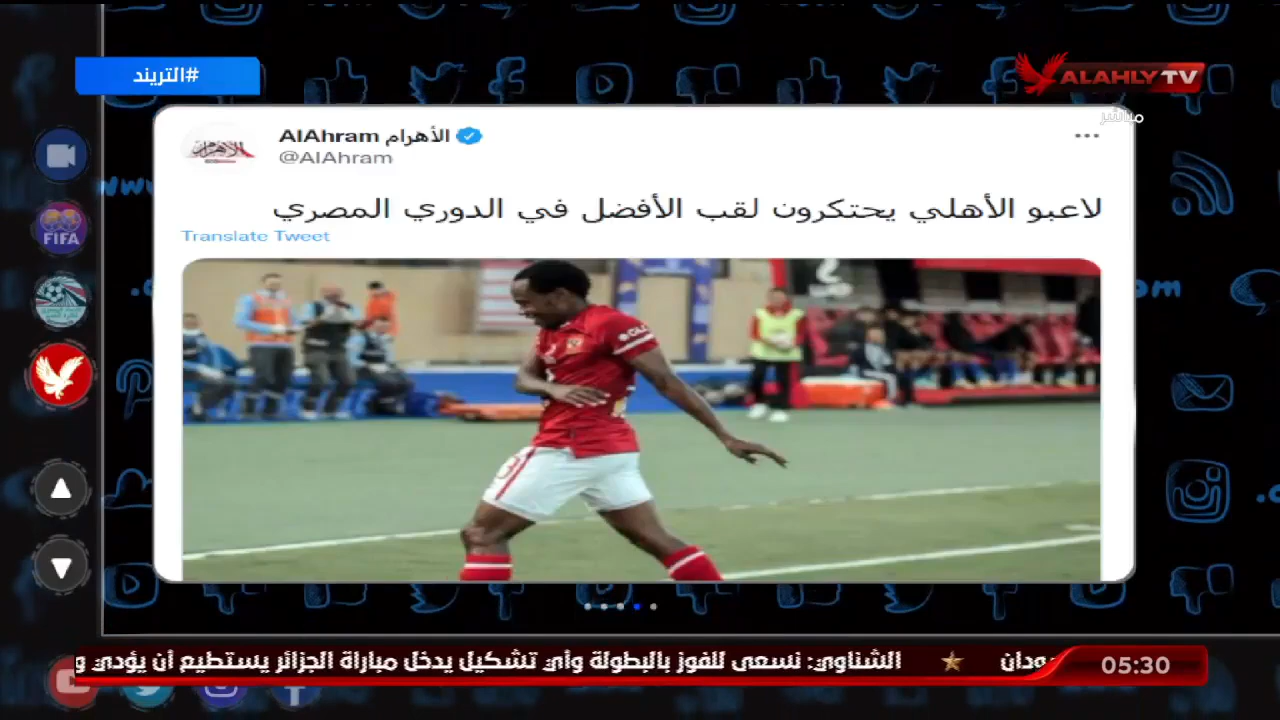 #التريند
ALAHLY TV
مباشر
AlAhram الأهرام
@AlAhram
لاعبو الأهلي يحتكرون لقب الأفضل في الدوري المصري
Translate Tweet
FIFA
ودان ★ الشناوي: نسعى للفوز بالبطولة وأي تشكيل يدخل مباراة الجزائر يستطيع أن يؤدي و
05:30